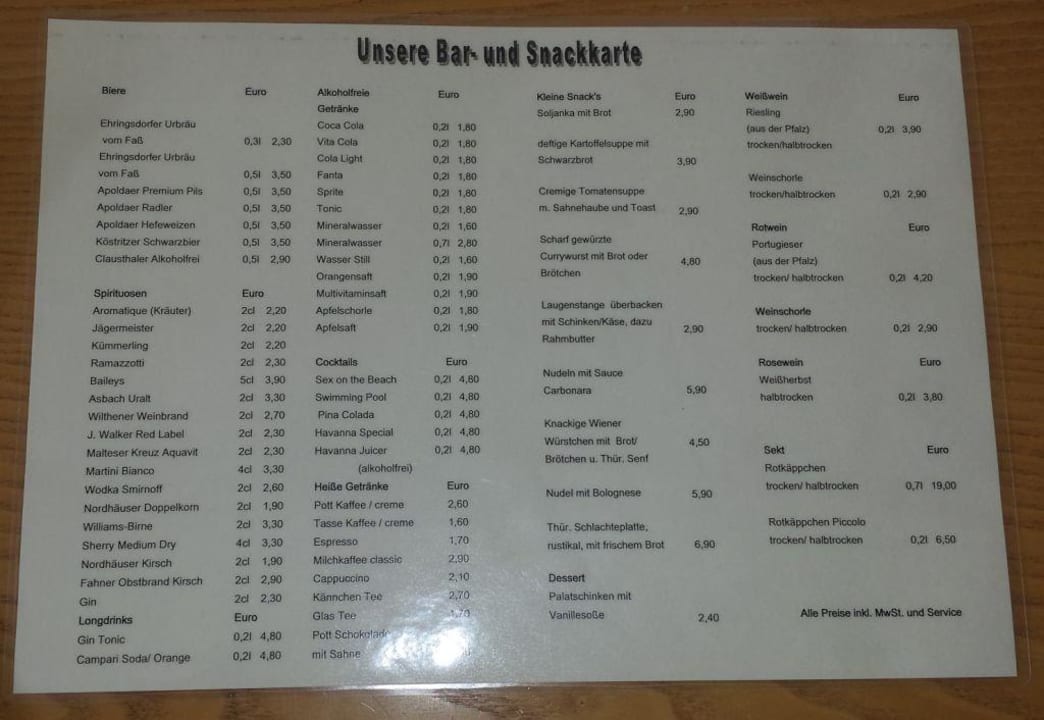 Unsere Bar- und Snackkarte
Biere Euro
Ehringsdorfer Urbräu
vom Faß 0,3l 2,30
Ehringsdorfer Urbräu
vom Faß 0,5l 3,50
Apoldaer Premium Pils 0,5l 3,50
Apoldaer Radler 0,5l 3,50
Apoldaer Hefeweizen 0,5l 3,50
Köstritzer Schwarzbier 0,5l 3,50
Clausthaler Alkoholfrei 0,5l 2,90
Spirituosen Euro
Aromatique (Kräuter) 2cl 2,20
Jägermeister 2cl 2,20
Kümmerling 2cl 2,20
Ramazzotti 2cl 2,30
Baileys 5cl 3,90
Asbach Uralt 2cl 3,30
Wilthener Weinbrand 2cl 2,70
J. Walker Red Label 2cl 2,30
Malteser Kreuz Aquavit 2cl 2,30
Martini Bianco 4cl 3,30
Wodka Smirnoff 2cl 2,60
Nordhäuser Doppelkorn 2cl 1,90
Williams-Birne 2cl 3,30
Sherry Medium Dry 4cl 3,30
Nordhäuser Kirsch 2cl 1,90
Fahner Obstbrand Kirsch 2cl 2,90
Gin 2cl 2,30
Longdrinks Euro
Gin Tonic 0,2l 4,80
Campari Soda/ Orange 0,2l 4,80
Alkoholfreie Euro
Getränke
Coca Cola 0,2l 1,80
Vita Cola 0,2l 1,80
Cola Light 0,2l 1,80
Fanta 0,2l 1,80
Sprite 0,2l 1,80
Tonic 0,2l 1,80
Mineralwasser 0,2l 1,60
Mineralwasser 0,7l 2,80
Wasser Still 0,2l 1,60
Orangensaft 0,2l 1,90
Multivitaminsaft 0,2l 1,90
Apfelschorle 0,2l 1,80
Apfelsaft 0,2l 1,90
Cocktails Euro
Sex on the Beach 0,2l 4,80
Swimming Pool 0,2l 4,80
Pina Colada 0,2l 4,80
Havanna Special 0,2l 4,80
Havanna Juicer 0,2l 4,80
(alkoholfrei)
Heiße Getränke Euro
Pott Kaffee / creme 2,60
Tasse Kaffee / creme 1,60
Espresso 1,70
Milchkaffee classic 2,90
Cappuccino 2,10
Kännchen Tee 2,70
Glas Tee 1,70
Pott Schokolade
mit Sahne
Kleine Snack's Euro
Soljanka mit Brot 2,90
deftige Kartoffelsuppe mit
Schwarzbrot 3,90
Cremige Tomatensuppe
m. Sahnehaube und Toast 2,90
Scharf gewürzte
Currywurst mit Brot oder 4,80
Brötchen
Laugenstange überbacken
mit Schinken/Käse, dazu 2,90
Rahmbutter
Nudeln mit Sauce
Carbonara 5,90
Knackige Wiener
Würstchen mit Brot/ 4,50
Brötchen u. Thür. Senf
Nudel mit Bolognese 5,90
Thür. Schlachteplatte,
rustikal, mit frischem Brot 6,90
Dessert
Palatschinken mit
Vanillesoße 2,40
Weißwein Euro
Riesling
(aus der Pfalz) 0,2l 3,90
trocken/halbtrocken
Weinschorle
trocken/halbtrocken 0,2l 2,90
Rotwein Euro
Portugieser
(aus der Pfalz)
trocken/ halbtrocken 0,2l 4,20
Weinschorle
trocken/ halbtrocken 0,2l 2,90
Rosewein Euro
Weißherbst
halbtrocken 0,2l 3,80
Sekt Euro
Rotkäppchen
trocken/ halbtrocken 0,7l 19,00
Rotkäppchen Piccolo
trocken/ halbtrocken 0,2l 6,50
Alle Preise inkl. MwSt. und Service